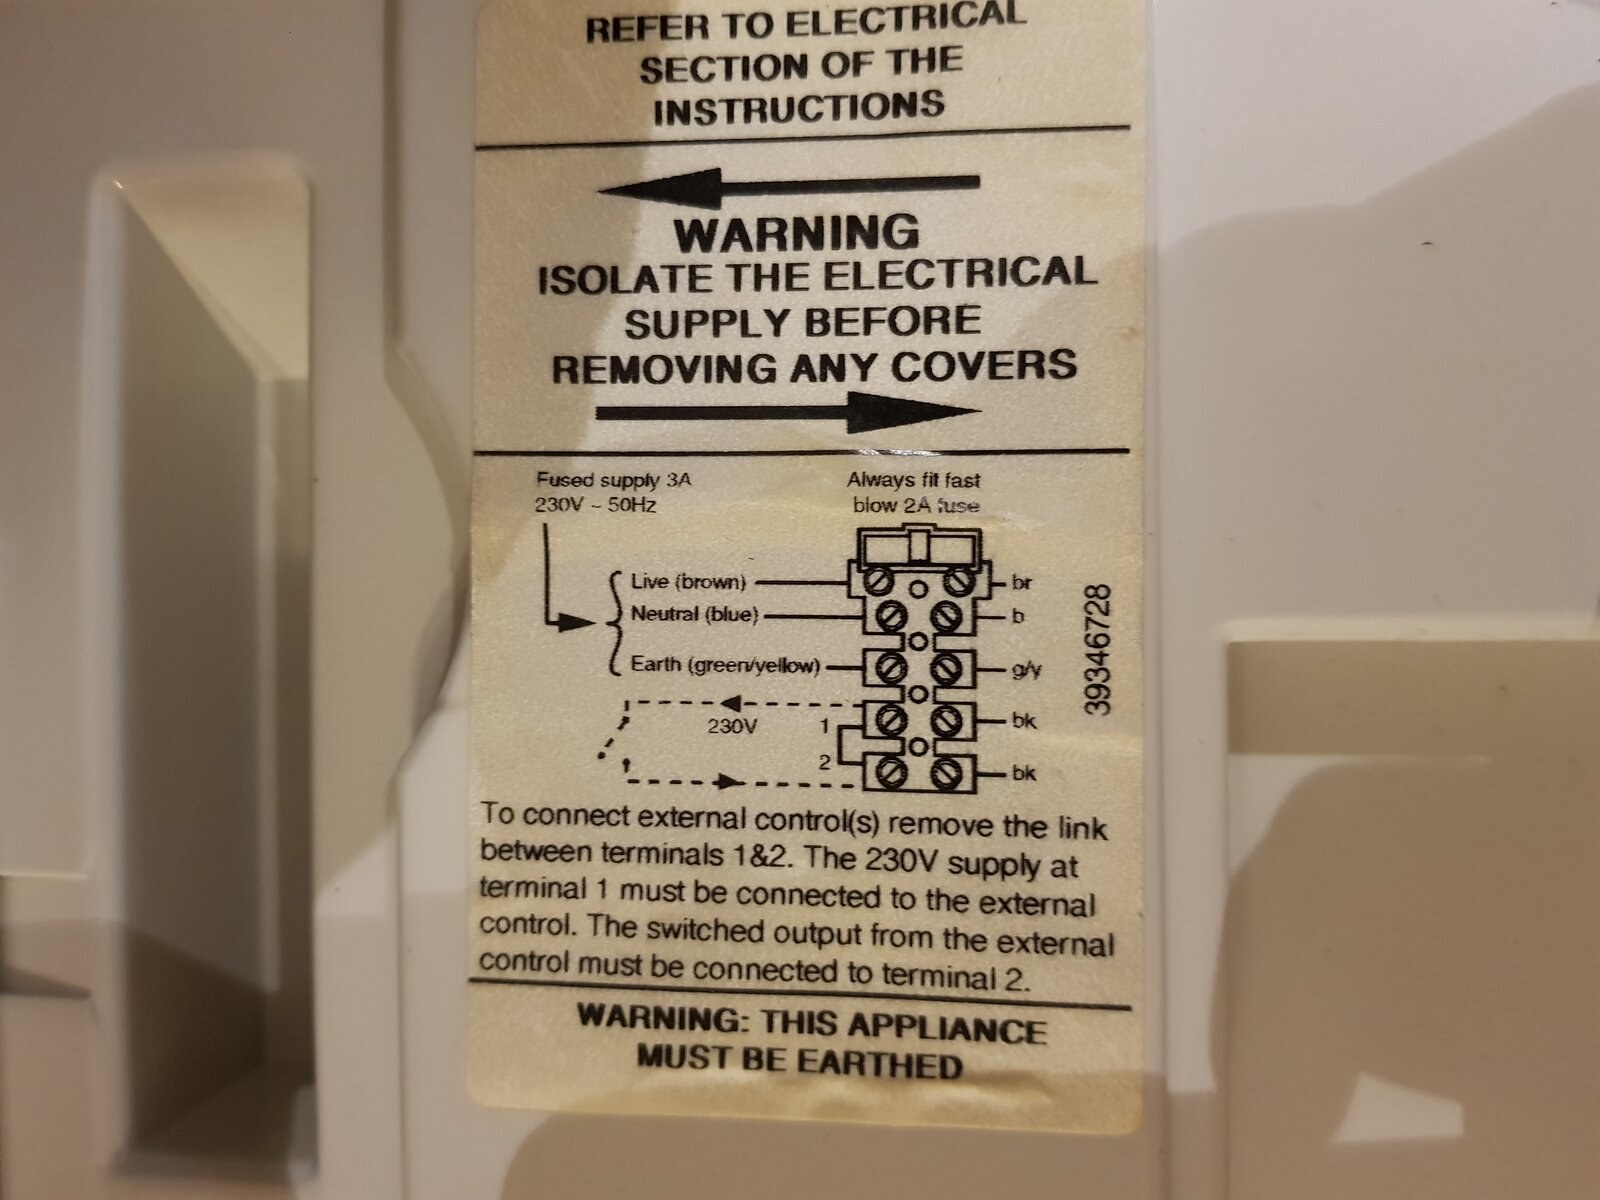 REFER TO ELECTRICAL
SECTION OF THE
INSTRUCTIONS
WARNING
ISOLATE THE ELECTRICAL
SUPPLY BEFORE
REMOVING ANY COVERS
Fused supply 3A
230V ~ 50Hz
Always fit fast
blow 2A fuse
Live (brown)
br
Neutral (blue)
b
Earth (green/yellow)
g/y
230V
1
bk
2
bk
39346728
To connect external control(s) remove the link
between terminals 1&2. The 230V supply at
terminal 1 must be connected to the external
control. The switched output from the external
control must be connected to terminal 2.
WARNING: THIS APPLIANCE
MUST BE EARTHED